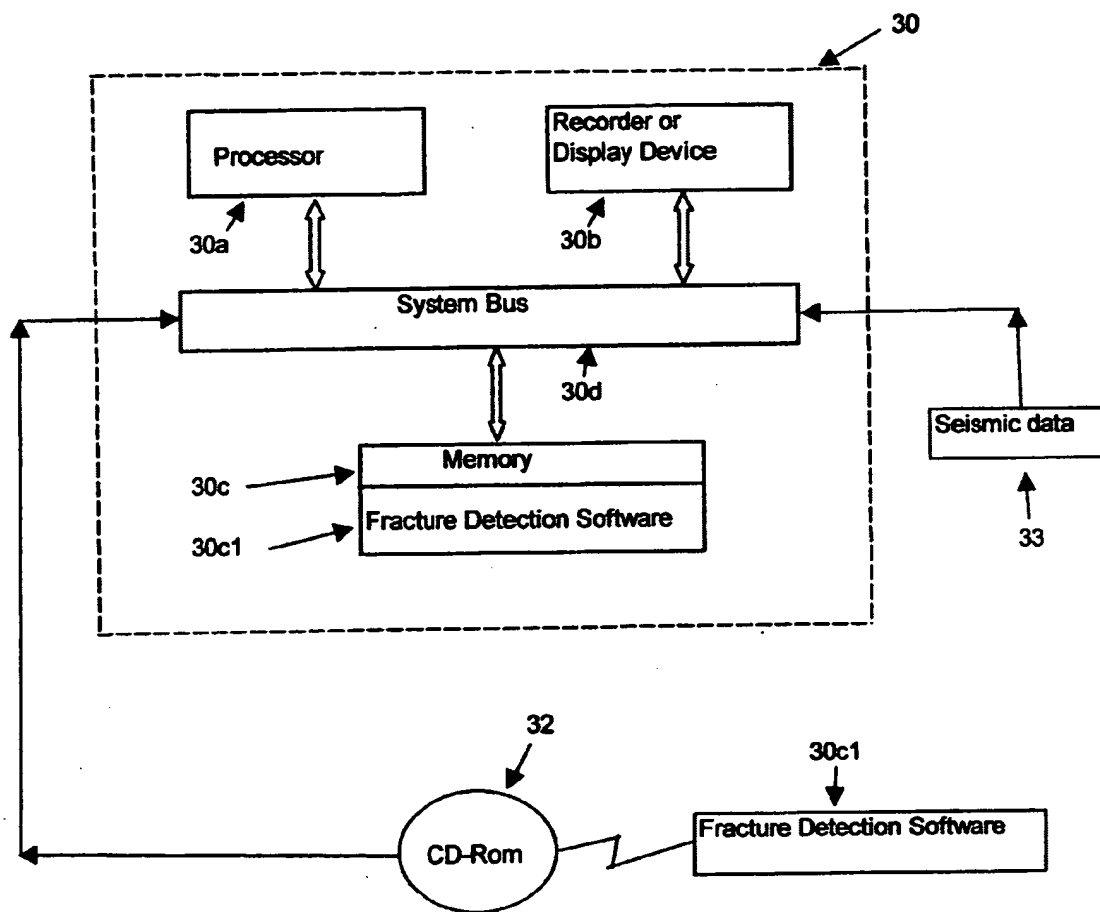 30
Processor
Recorder or
Display Device
30a
30b
System Bus
30d
Seismic data
33
Memory
30c
Fracture Detection Software
30c1
32
30c1
CD-Rom
Fracture Detection Software